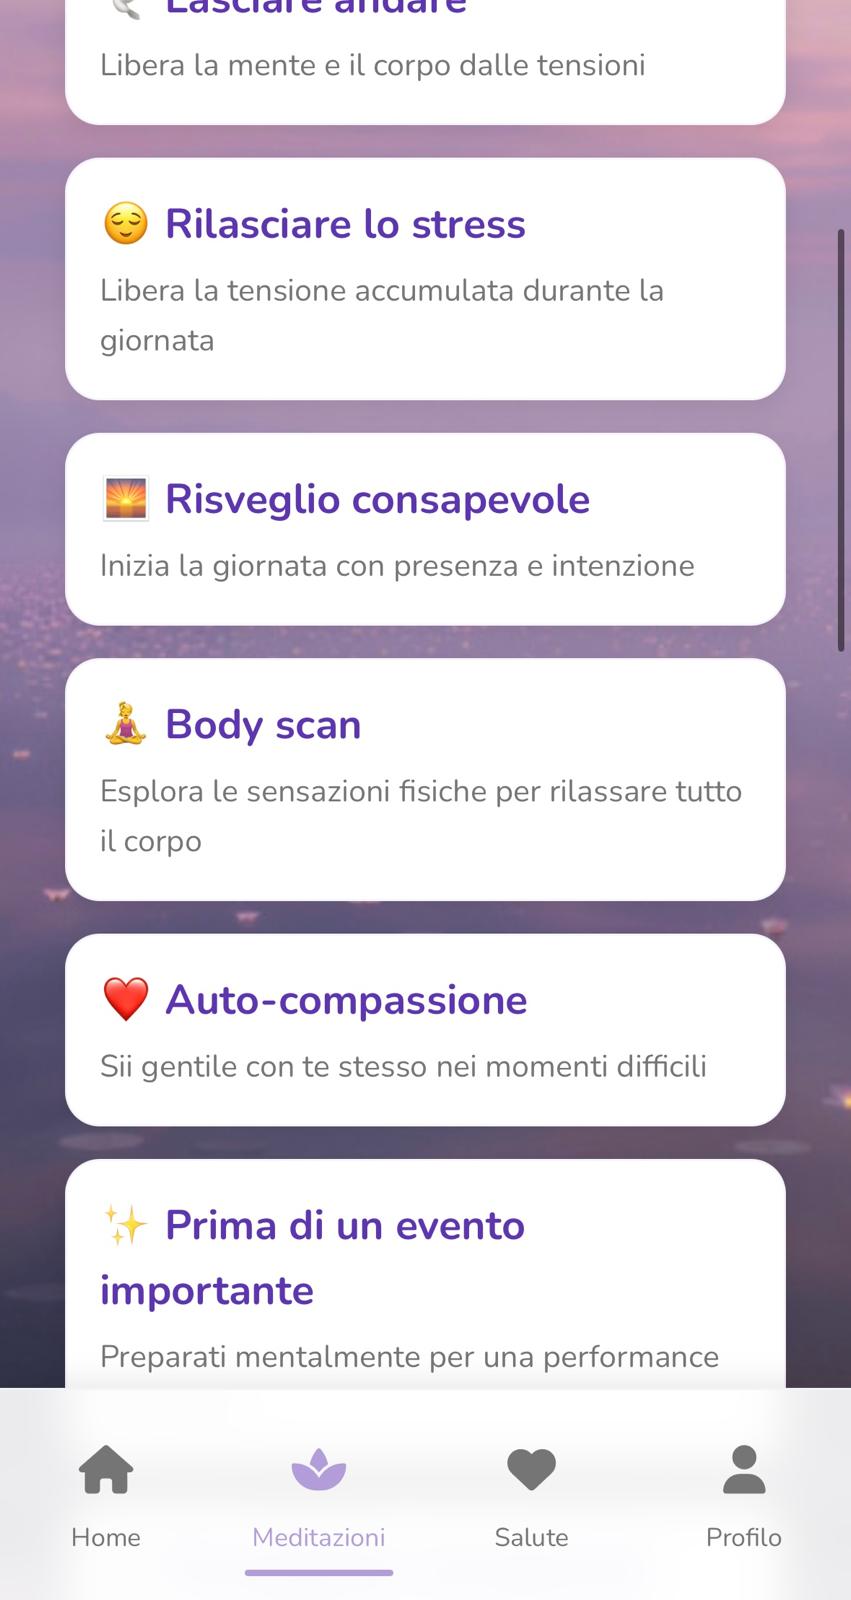 Lasciare andare
Libera la mente e il corpo dalle tensioni
Rilasciare lo stress
Libera la tensione accumulata durante la
giornata
Risveglio consapevole
Inizia la giornata con presenza e intenzione
Body scan
Esplora le sensazioni fisiche per rilassare tutto
il corpo
Auto-compassione
Sii gentile con te stesso nei momenti difficili
Prima di un evento
importante
Preparati mentalmente per una performance
Home
Meditazioni
Salute
Profilo